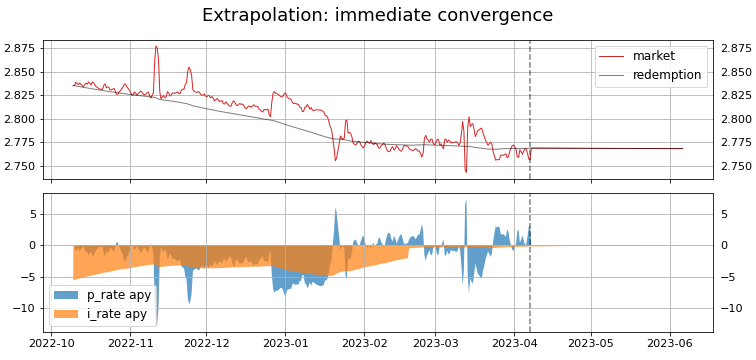 Extrapolation: immediate convergence
2.875 2.875
2.850 2.850
2.825 2.825
2.800 2.800
2.775 2.775
2.750 2.750
market
redemption
5 5
0 0
−5 −5
−10 −10
p_rate apy
i_rate apy
2022-10 2022-11 2022-12 2023-01 2023-02 2023-03 2023-04 2023-05 2023-06